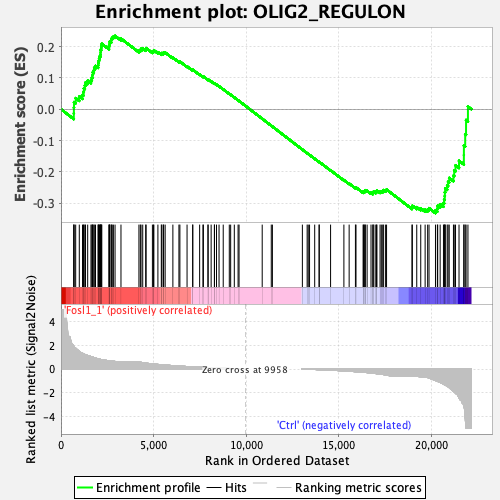 Enrichment plot: OLIG2_REGULON
Enrichment score (ES)
0.2
0.1
0.0
-0.1
-0.2
-0.3
'Fosl1_1' (positively correlated)
Ranked list metric (Signal2Noise)
4
2
0
-2
-4
Zero cross at 9958
'Ctrl' (negatively correlated)
0
5,000
10,000
15,000
20,000
Rank in Ordered Dataset
Enrichment profile
Hits
Ranking metric scores